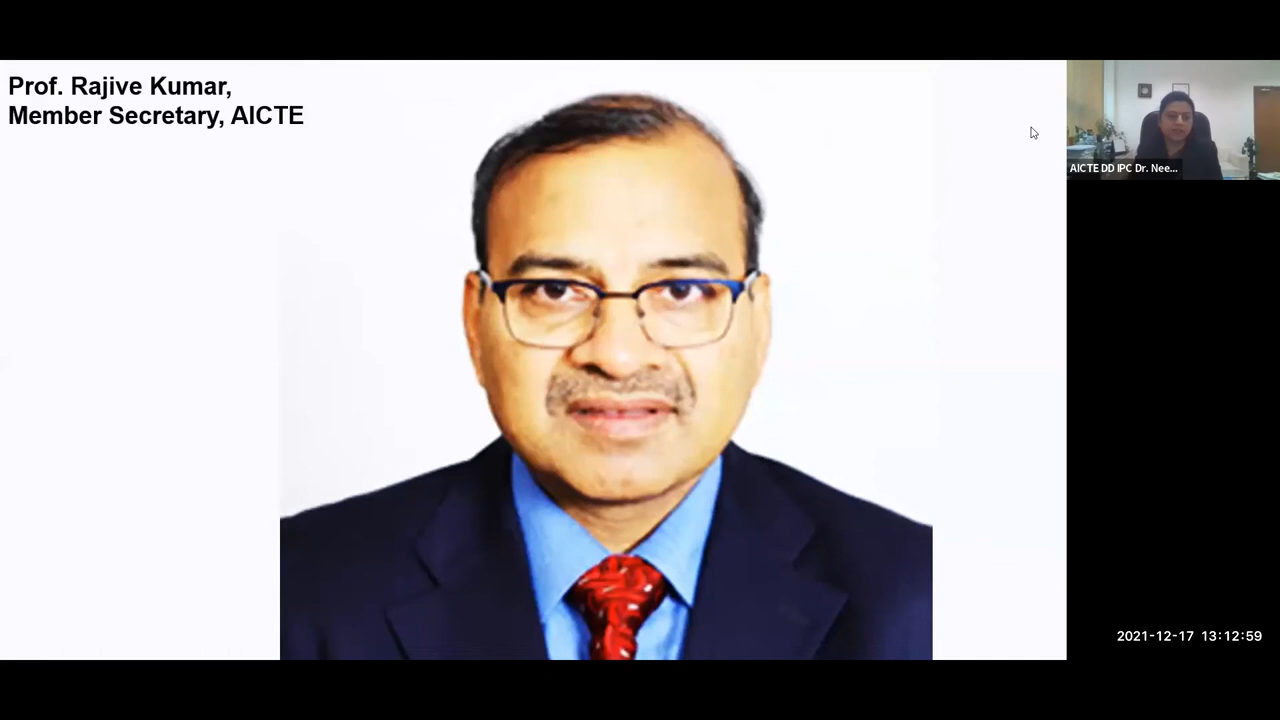 Prof. Rajive Kumar,
Member Secretary, AICTE
AICTE DD IPC Dr. Nee...
2021-12-17 13:12:59